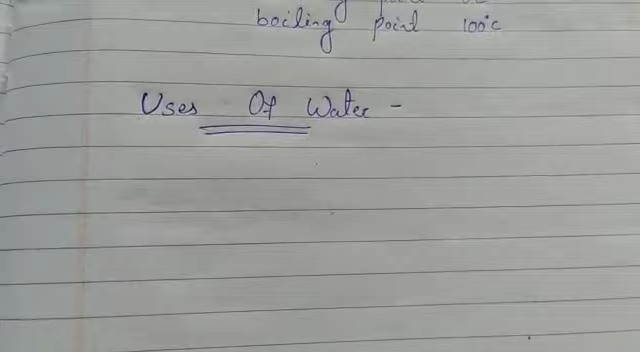 boiling point 100°C
Uses Of Water -